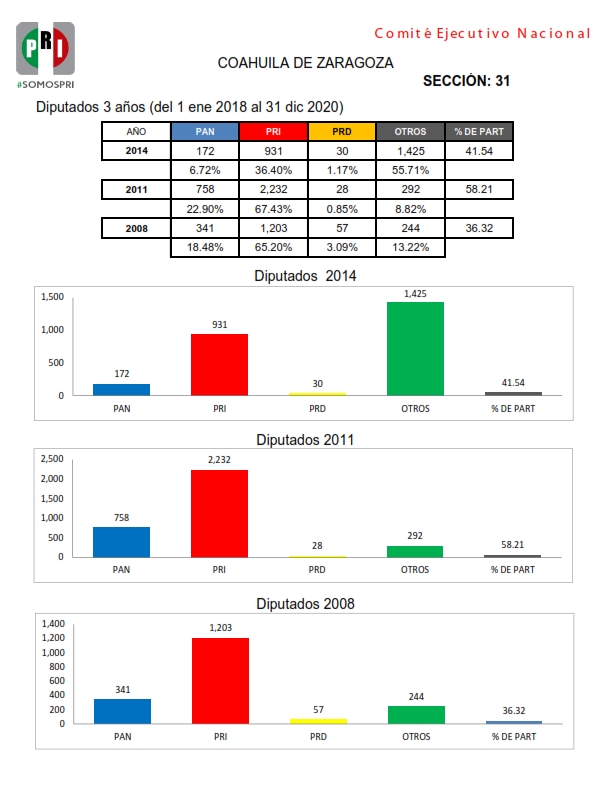 Comité Ejecutivo Nacional
PRI
#SOMOSPRI
COAHUILA DE ZARAGOZA
SECCIÓN: 31
Diputados 3 años (del 1 ene 2018 al 31 dic 2020)
AÑO PAN PRI PRD OTROS % DE PART
2014 172 931 30 1,425 41.54
6.72% 36.40% 1.17% 55.71%
2011 758 2,232 28 292 58.21
22.90% 67.43% 0.85% 8.82%
2008 341 1,203 57 244 36.32
18.48% 65.20% 3.09% 13.22%
Diputados 2014
1,500
1,000
500
0
172 931 30 1,425 41.54
PAN PRI PRD OTROS % DE PART
Diputados 2011
2,500
2,000
1,500
1,000
500
0
758 2,232 28 292 58.21
PAN PRI PRD OTROS % DE PART
Diputados 2008
1,400
1,200
1,000
800
600
400
200
0
341 1,203 57 244 36.32
PAN PRI PRD OTROS % DE PART